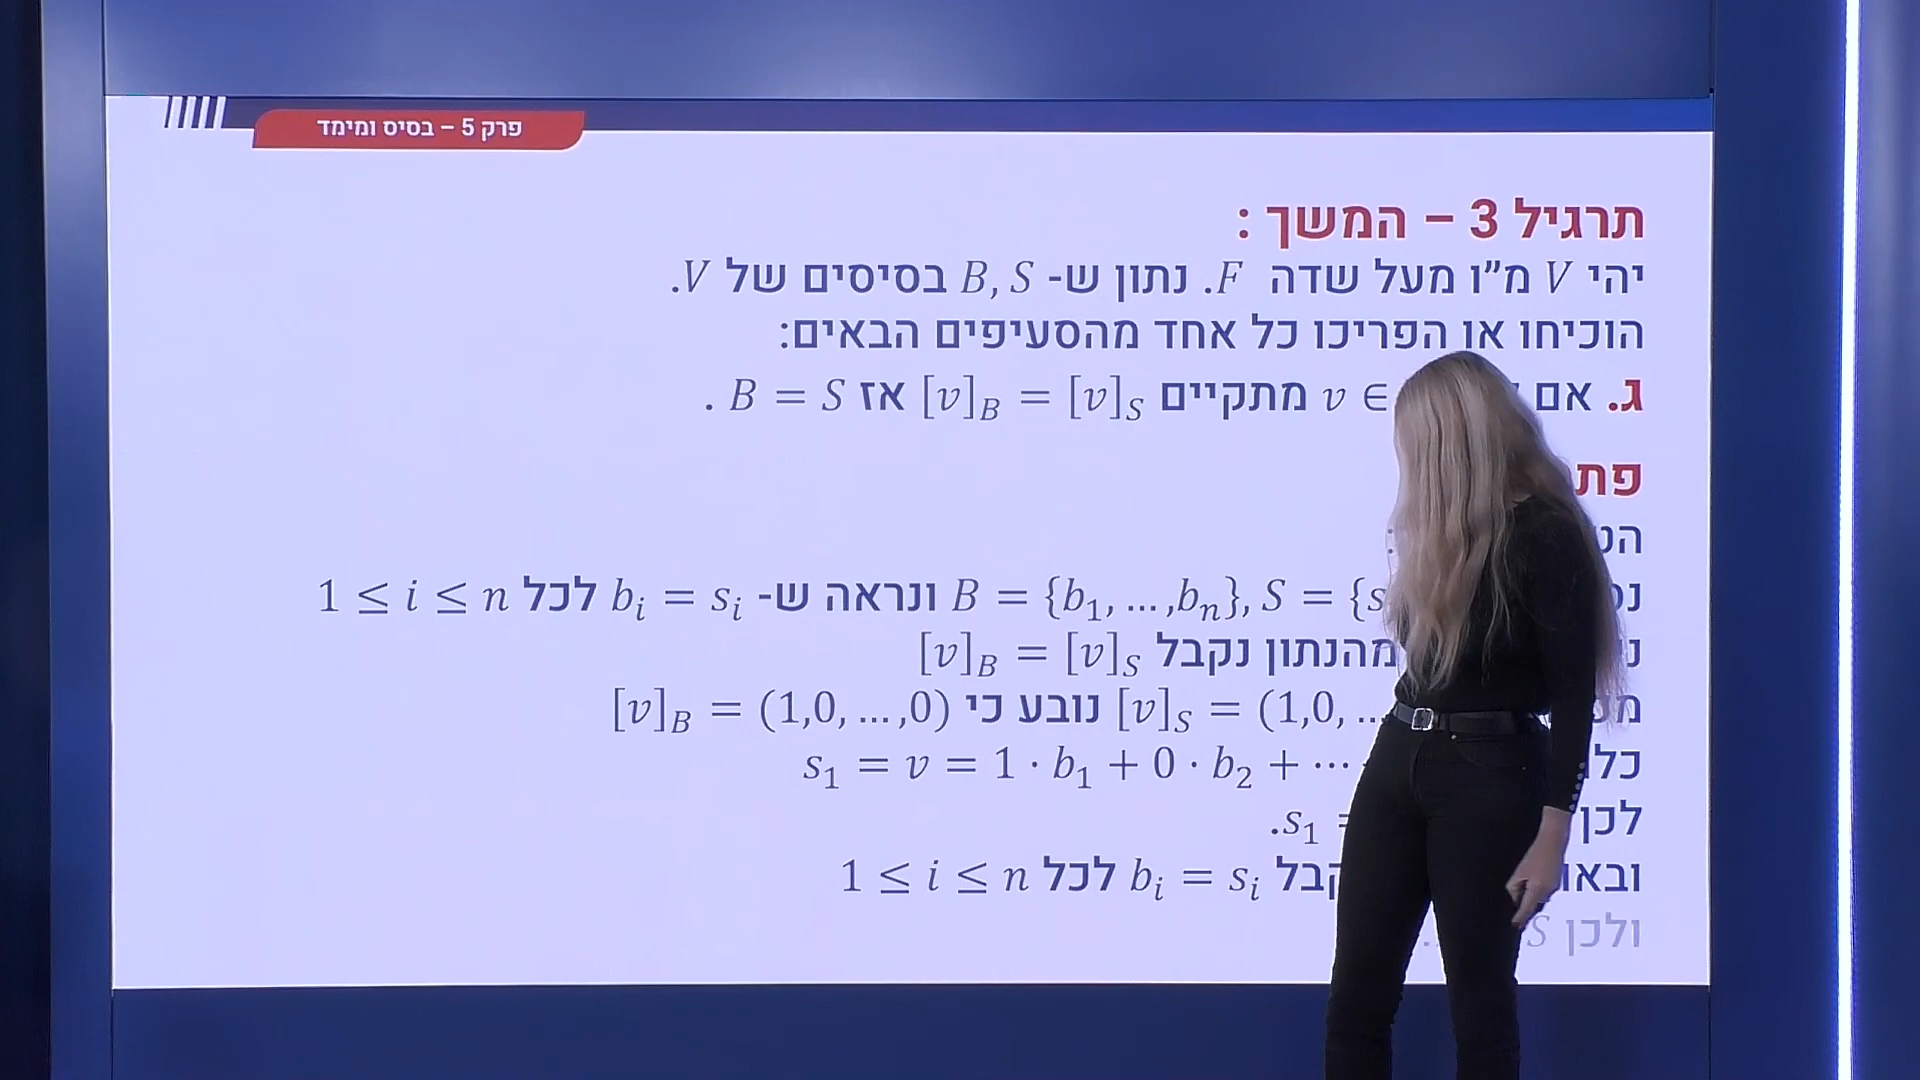 פרק 5 – בסיס ומימד
תרגיל 3 – המשך :
יהי V מ"ו מעל שדה F. נתון ש- B, S בסיסים של V.
הוכיחו או הפריכו כל אחד מהסעיפים הבאים:
ג. אם v ∈ מתקיים [v]_B = [v]_S אז B = S .
B = {b_1, … ,b_n}, S = {s ונראה ש- b_i = s_i לכל 1 ≤ i ≤ n
מהנתון נקבל [v]_B = [v]_S
[v]_S = (1,0, … נובע כי [v]_B = (1,0, … ,0)
s_1 = v = 1 · b_1 + 0 · b_2 + ⋯
לכן s_1 =.
b_i = s_i לכל 1 ≤ i ≤ n
ולכן S